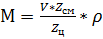 М = V*Zсм / Zц * ρ